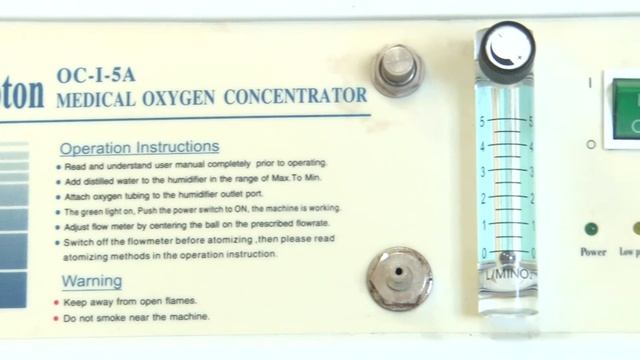 OC-I-5A
MEDICAL OXYGEN CONCENTRATOR
Operation Instructions
Read and understand user manual completely prior to operating.
Add distilled water to the humidifier in the range of Max.To Min.
Attach oxygen tubing to the humidifier outlet port.
The green light on, Push the power switch to ON, the machine is working.
Adjust flow meter by centering the ball on the prescribed flowrate.
Switch off the flowmeter before atomizing ,then please read
atomizing methods in the operation instruction.
Warning
Keep away from open flames.
Do not smoke near the machine.
5 5
4 4
3 3
2 2
1 1
0 0
L/MINO₂
I
O
Power
Low